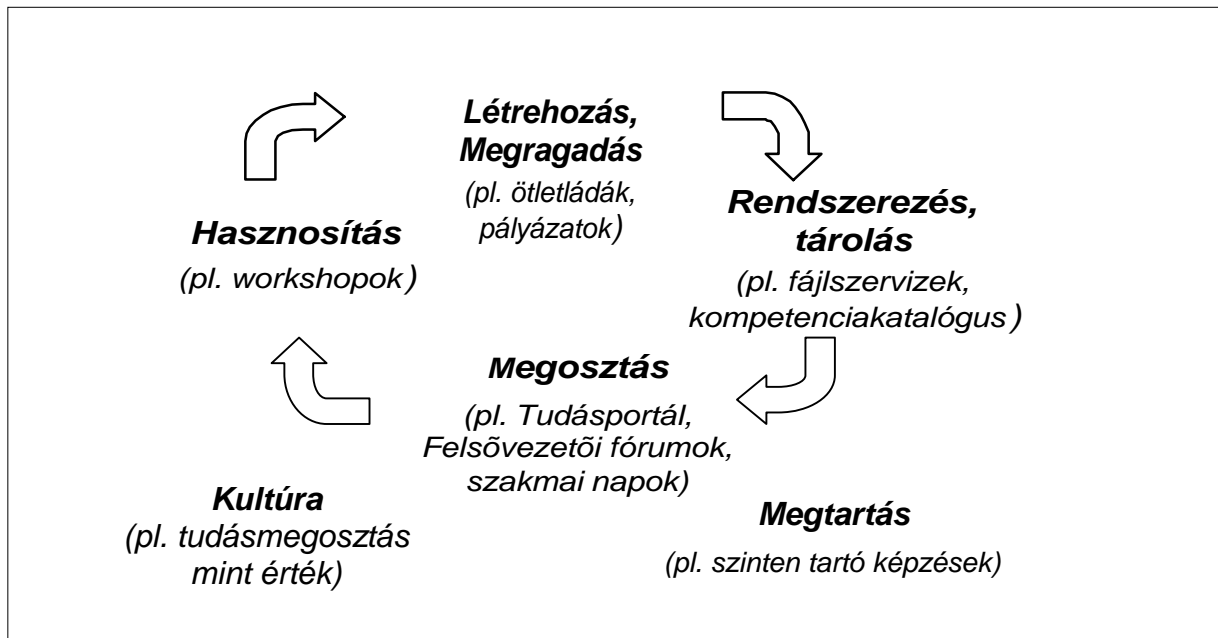 Létrehozás,
Megragadás
(pl. ötletládák,
pályázatok)
Rendszerezés,
tárolás
(pl. fájlszervizek,
kompetenciakatalógus)
Megosztás
(pl. Tudásportál,
Felsõvezetõi fórumok,
szakmai napok)
Hasznosítás
(pl. workshopok)
Kultúra
(pl. tudásmegosztás
mint érték)
Megtartás
(pl. szinten tartó képzések)